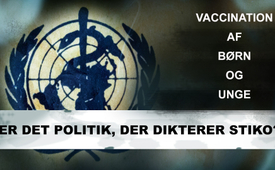 VACCINATION
AF
BØRN
OG
UNGE
ER DET POLITIK, DER DIKTERER STIKO?